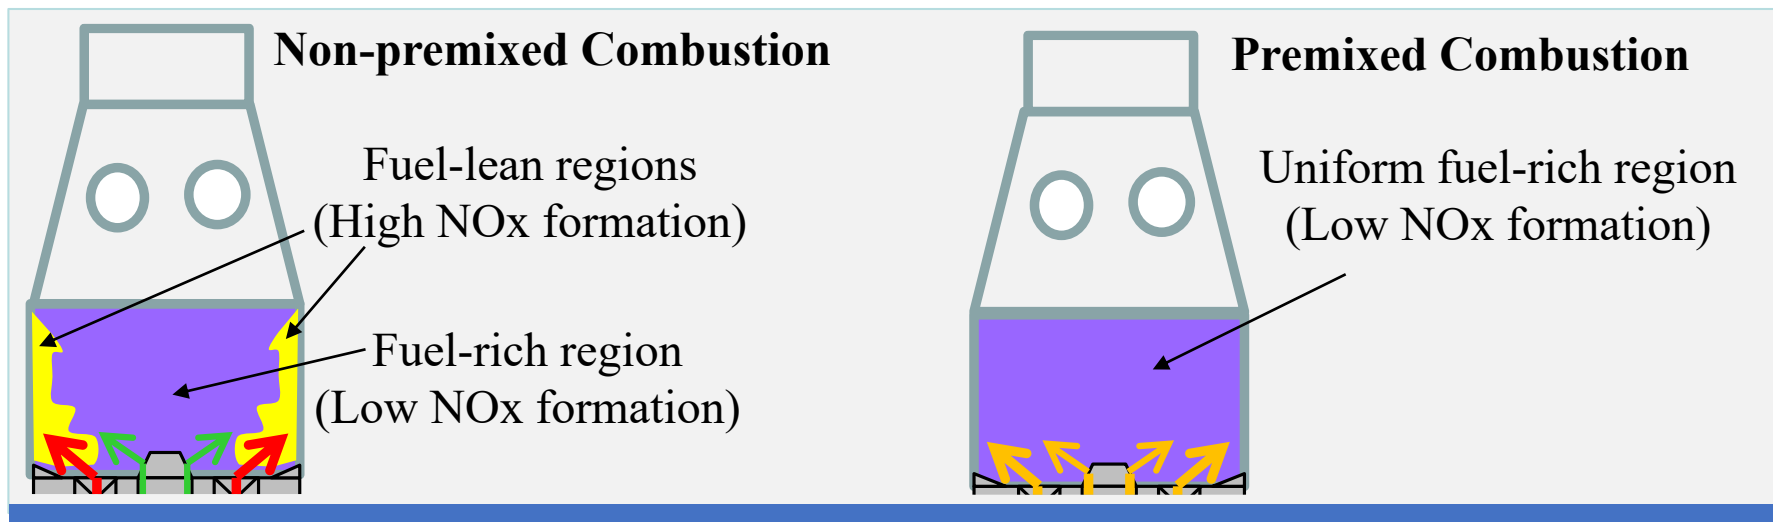 Non-premixed Combustion
Fuel-lean regions
(High NOx formation)
Fuel-rich region
(Low NOx formation)
Premixed Combustion
Uniform fuel-rich region
(Low NOx formation)